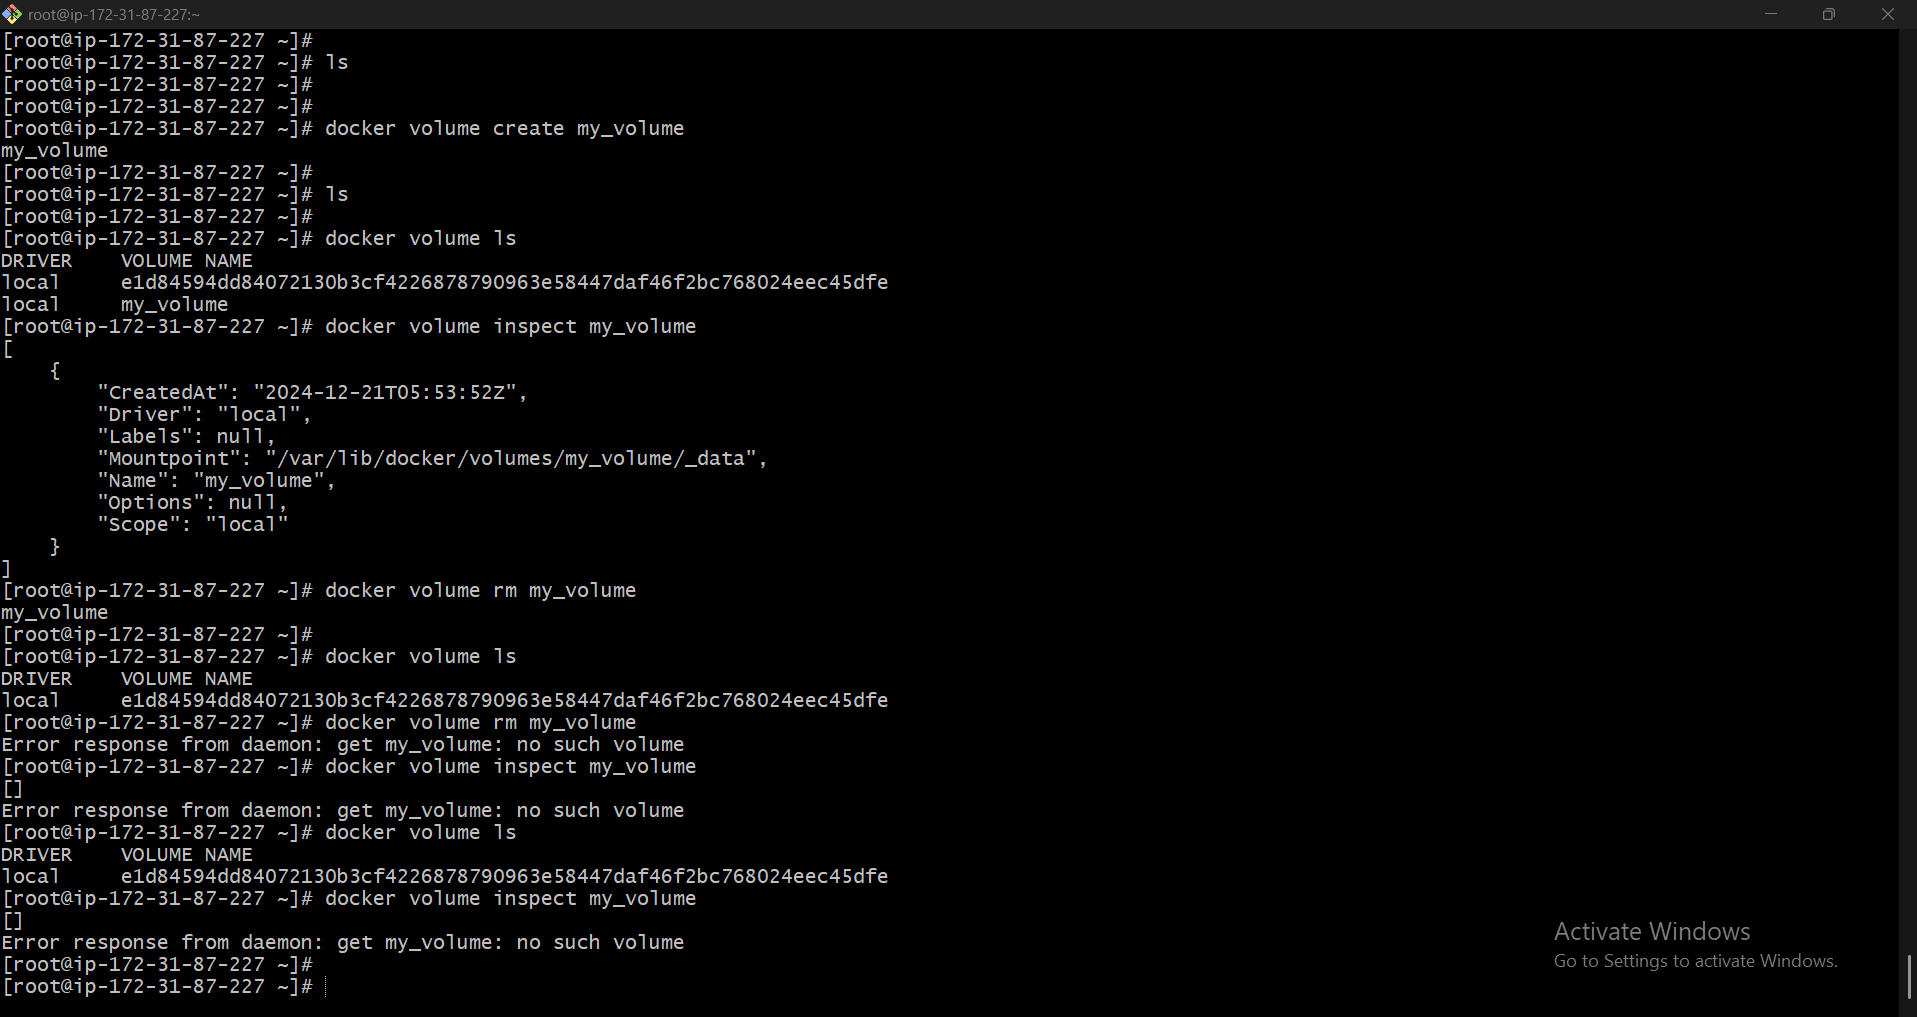 root@ip-172-31-87-227:~
[root@ip-172-31-87-227 ~]#
[root@ip-172-31-87-227 ~]# ls
[root@ip-172-31-87-227 ~]#
[root@ip-172-31-87-227 ~]#
[root@ip-172-31-87-227 ~]# docker volume create my_volume
my_volume
[root@ip-172-31-87-227 ~]#
[root@ip-172-31-87-227 ~]# ls
[root@ip-172-31-87-227 ~]#
[root@ip-172-31-87-227 ~]# docker volume ls
DRIVER    VOLUME NAME
local     e1d84594dd84072130b3cf4226878790963e58447daf46f2bc768024eec45dfe
local     my_volume
[root@ip-172-31-87-227 ~]# docker volume inspect my_volume
[
    {
        "CreatedAt": "2024-12-21T05:53:52Z",
        "Driver": "local",
        "Labels": null,
        "Mountpoint": "/var/lib/docker/volumes/my_volume/_data",
        "Name": "my_volume",
        "Options": null,
        "Scope": "local"
    }
]
[root@ip-172-31-87-227 ~]# docker volume rm my_volume
my_volume
[root@ip-172-31-87-227 ~]#
[root@ip-172-31-87-227 ~]# docker volume ls
DRIVER    VOLUME NAME
local     e1d84594dd84072130b3cf4226878790963e58447daf46f2bc768024eec45dfe
[root@ip-172-31-87-227 ~]# docker volume rm my_volume
Error response from daemon: get my_volume: no such volume
[root@ip-172-31-87-227 ~]# docker volume inspect my_volume
[]
Error response from daemon: get my_volume: no such volume
[root@ip-172-31-87-227 ~]# docker volume ls
DRIVER    VOLUME NAME
local     e1d84594dd84072130b3cf4226878790963e58447daf46f2bc768024eec45dfe
[root@ip-172-31-87-227 ~]# docker volume inspect my_volume
[]
Error response from daemon: get my_volume: no such volume
[root@ip-172-31-87-227 ~]#
[root@ip-172-31-87-227 ~]#
Activate Windows
Go to Settings to activate Windows.